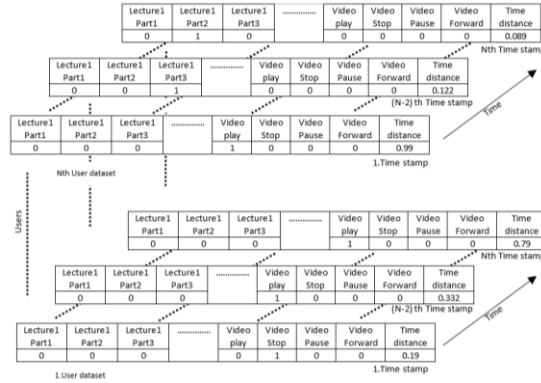 Lecture1 Lecture1 Lecture1 ............... Video Video Video Video Time
Part1 Part2 Part3 play Stop Pause Forward distance
0 1 0 0 0 0 0 0.089
Nth Time stamp
Lecture1 Lecture1 Lecture1 ............... Video Video Video Video Time
Part1 Part2 Part3 play Stop Pause Forward distance
0 0 1 0 0 0 0 0.122
(N-2) th Time stamp
Time
Lecture1 Lecture1 Lecture1 ............... Video Video Video Video Time
Part1 Part2 Part3 play Stop Pause Forward distance
0 0 0 1 0 0 0 0.99
1.Time stamp
Nth User dataset
Users
Lecture1 Lecture1 Lecture1 ............... Video Video Video Video Time
Part1 Part2 Part3 play Stop Pause Forward distance
0 0 0 1 0 0 0 0.79
Nth Time stamp
Lecture1 Lecture1 Lecture1 ............... Video Video Video Video Time
Part1 Part2 Part3 play Stop Pause Forward distance
0 0 0 1 0 0 0 0.332
(N-2) th Time stamp
Time
Lecture1 Lecture1 Lecture1 ............... Video Video Video Video Time
Part1 Part2 Part3 play Stop Pause Forward distance
0 0 0 0 1 0 0 0.19
1.Time stamp
1.User dataset